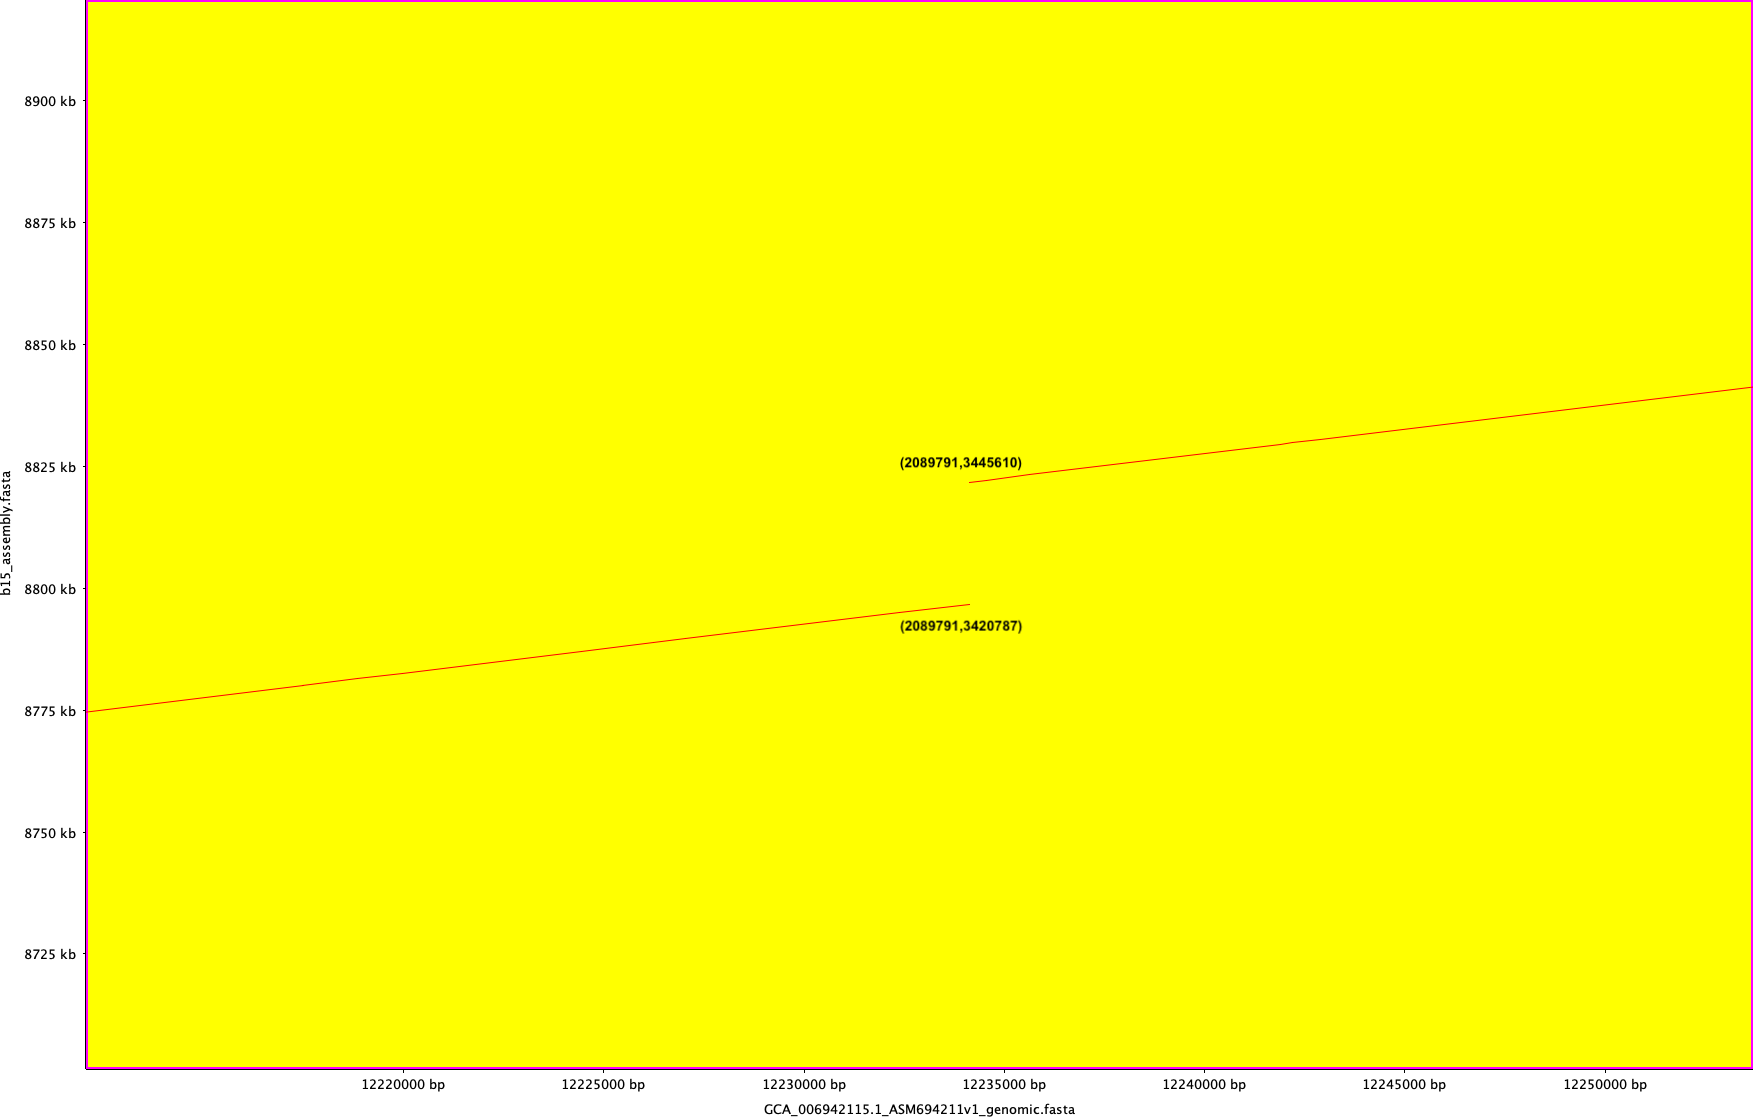 8900 kb
8875 kb
8850 kb
8825 kb
8800 kb
8775 kb
8750 kb
8725 kb
b15_assembly.fasta
(2089791,3445610)
(2089791,3420787)
12220000 bp
12225000 bp
12230000 bp
12235000 bp
12240000 bp
12245000 bp
12250000 bp
GCA_006942115.1_ASM694211v1_genomic.fasta